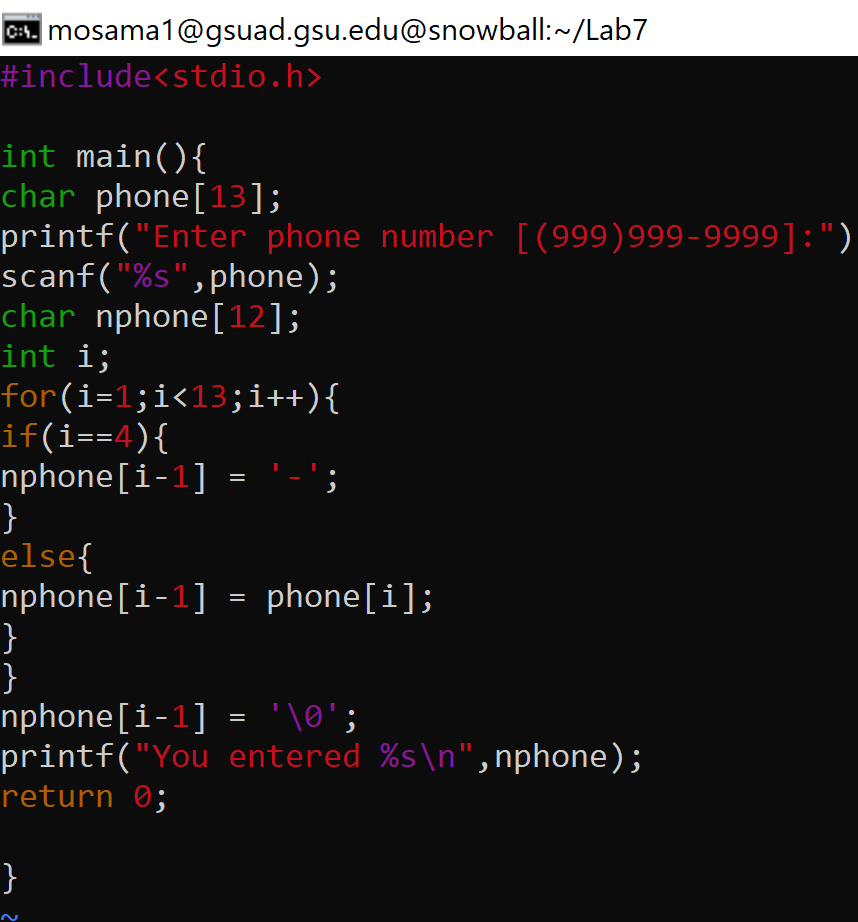 C:\. mosama1@gsuad.gsu.edu@snowball:~/Lab7
#include<stdio.h>
int main(){
char phone[13];
printf("Enter phone number [(999)999-9999]:")
scanf("%s",phone);
char nphone[12];
int i;
for(i=1;i<13;i++){
if(i==4){
nphone[i-1] = '-';
}
else{
nphone[i-1] = phone[i];
}
}
nphone[i-1] = '\0';
printf("You entered %s\n",nphone);
return 0;
}
~